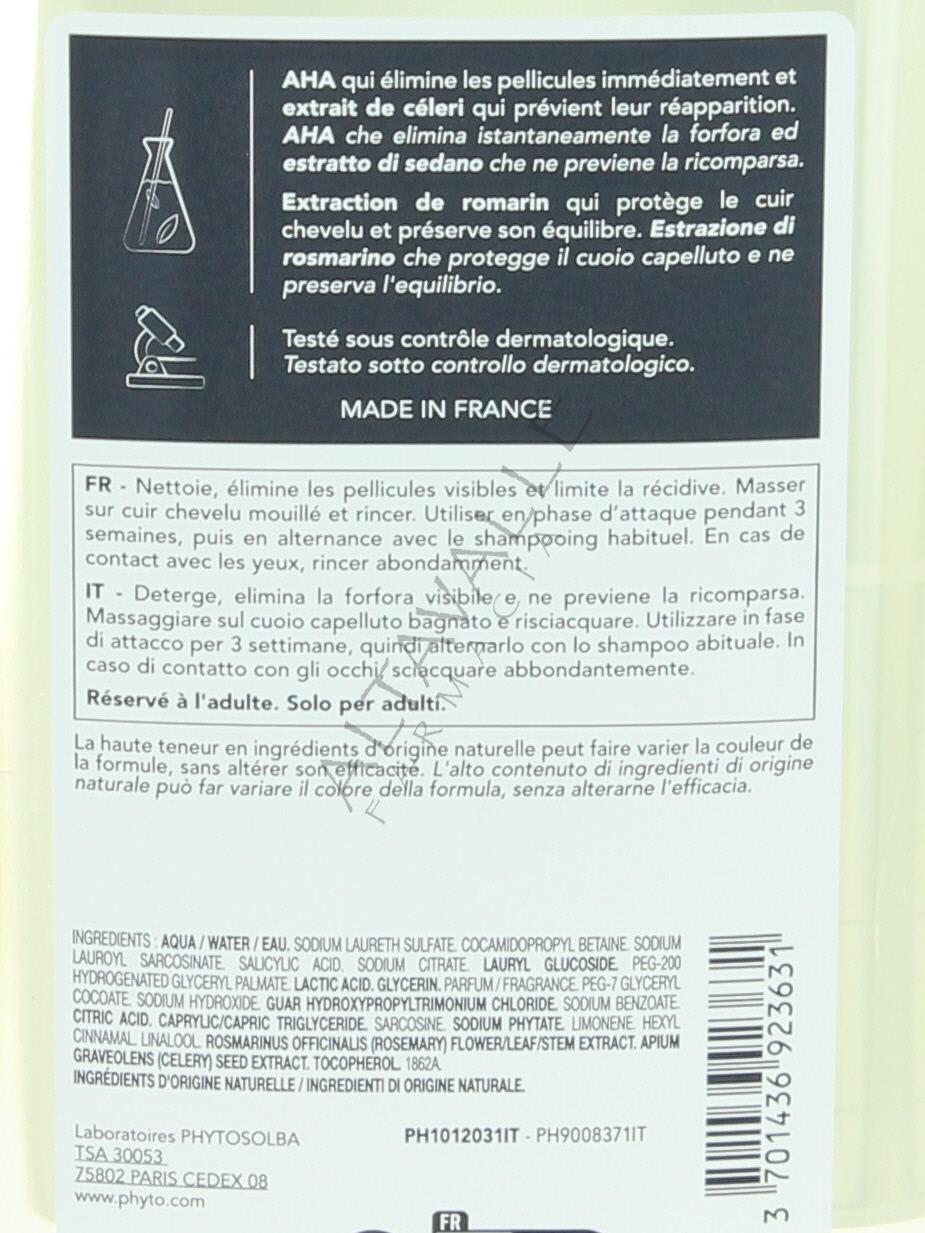 AHA qui élimine les pellicules immédiatement et
extrait de céleri qui prévient leur réapparition.
AHA che elimina istantaneamente la forfora ed
estratto di sedano che ne previene la ricomparsa.
Extraction de romarin qui protège le cuir
chevelu et préserve son équilibre. Estrazione di
rosmarino che protegge il cuoio capelluto e ne
preserva l'equilibrio.
Testé sous contrôle dermatologique.
Testato sotto controllo dermatologico.
MADE IN FRANCE
FR - Nettoie, élimine les pellicules visibles et limite la récidive. Masser
sur cuir chevelu mouillé et rincer. Utiliser en phase d'attaque pendant 3
semaines, puis en alternance avec le shampooing habituel. En cas de
contact avec les yeux, rincer abondamment.
IT - Deterge, elimina la forfora visibile e ne previene la ricomparsa.
Massaggiare sul cuoio capelluto bagnato e risciacquare. Utilizzare in fase
di attacco per 3 settimane, quindi alternarlo con lo shampoo abituale. In
caso di contatto con gli occhi, sciacquare abbondantemente.
Réservé à l'adulte. Solo per adulti.
La haute teneur en ingrédients d'origine naturelle peut faire varier la couleur de
la formule, sans altérer son efficacité. L'alto contenuto di ingredienti di origine
naturale può far variare il colore della formula, senza alterarne l'efficacia.
ALTAVALLE
FARMACIA
INGREDIENTS : AQUA / WATER / EAU. SODIUM LAURETH SULFATE. COCAMIDOPROPYL BETAINE. SODIUM
LAUROYL SARCOSINATE. SALICYLIC ACID. SODIUM CITRATE. LAURYL GLUCOSIDE. PEG-200
HYDROGENATED GLYCERYL PALMATE. LACTIC ACID. GLYCERIN. PARFUM / FRAGRANCE. PEG-7 GLYCERYL
COCOATE. SODIUM HYDROXIDE. GUAR HYDROXYPROPYLTRIMONIUM CHLORIDE. SODIUM BENZOATE.
CITRIC ACID. CAPRYLIC/CAPRIC TRIGLYCERIDE. SARCOSINE. SODIUM PHYTATE. LIMONENE. HEXYL
CINNAMAL. LINALOOL. ROSMARINUS OFFICINALIS (ROSEMARY) FLOWER/LEAF/STEM EXTRACT. APIUM
GRAVEOLENS (CELERY) SEED EXTRACT. TOCOPHEROL. 1862A.
INGRÉDIENTS D'ORIGINE NATURELLE / INGREDIENTI DI ORIGINE NATURALE.
Laboratoires PHYTOSOLBA
TSA 30053
75802 PARIS CEDEX 08
www.phyto.com
PH1012031IT - PH9008371IT
3 701436 923631
FR